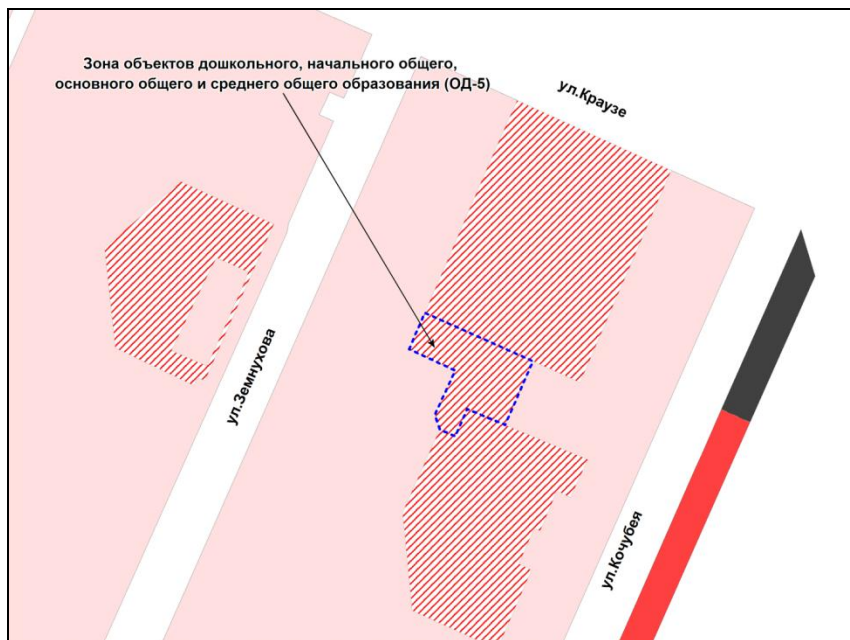 Зона объектов дошкольного, начального общего,
основного общего и среднего общего образования (ОД-5)
ул.Краузе
ул.Земнухова
ул.Кочубея